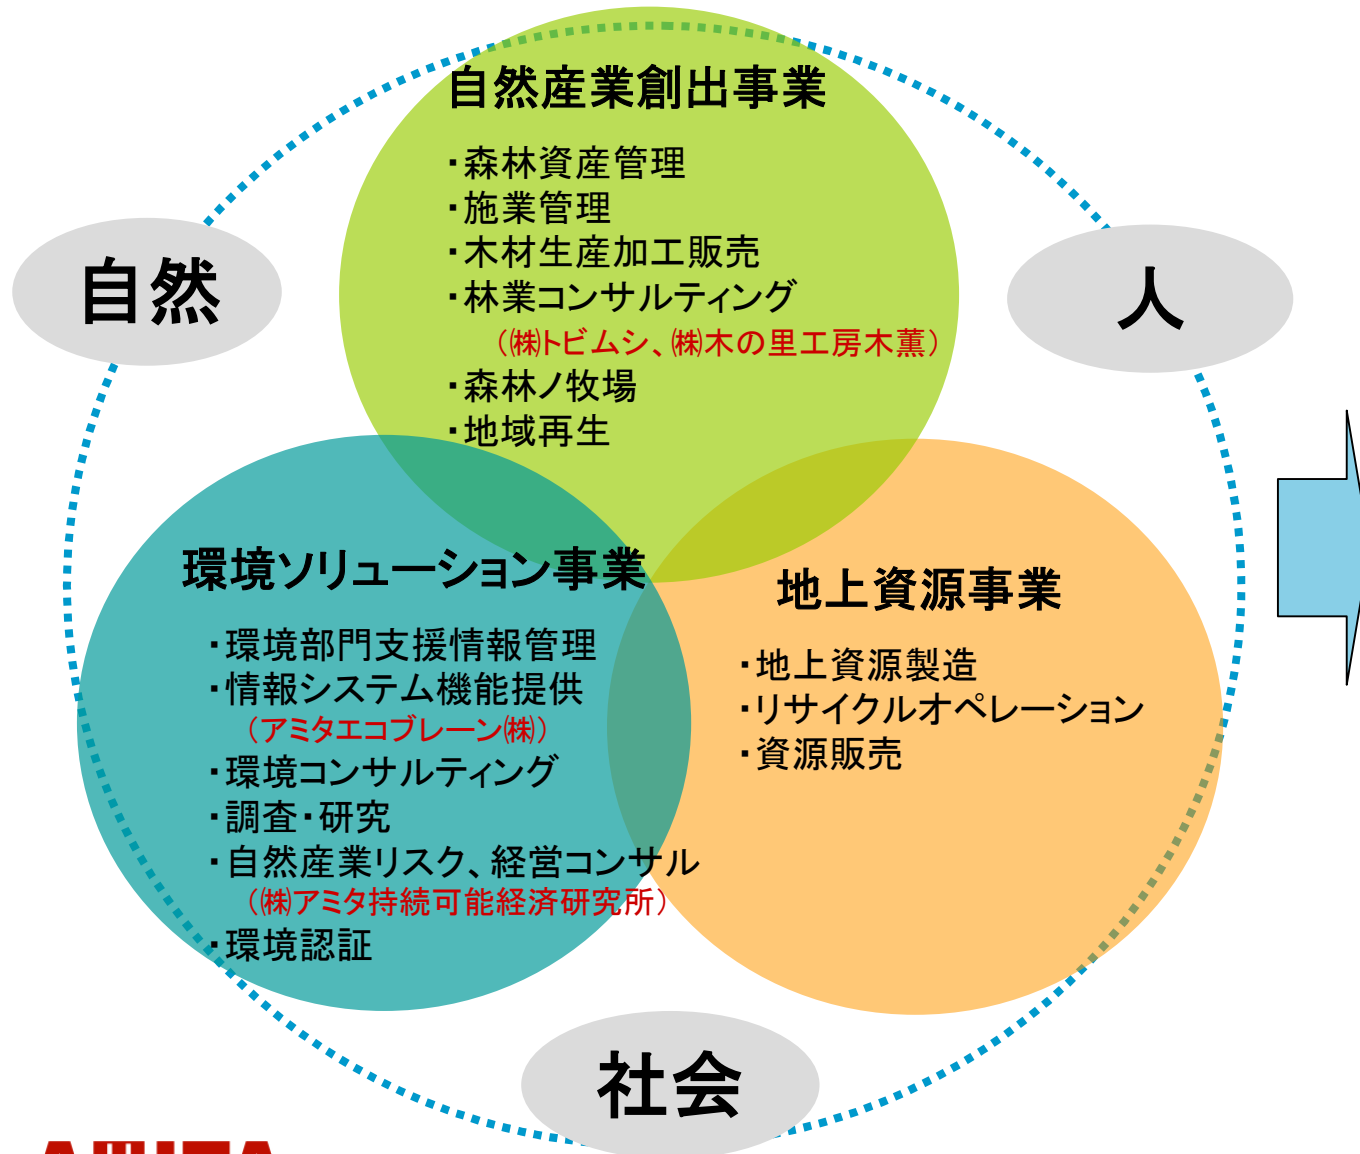 自然産業創出事業
・森林資産管理
・施業管理
・木材生産加工販売
・林業コンサルティング
（㈱トビムシ、㈱木の里工房木薫）
・森林ノ牧場
・地域再生
自然
人
環境ソリューション事業
・環境部門支援情報管理
・情報システム機能提供
（アミタエコブレーン㈱）
・環境コンサルティング
・調査・研究
・自然産業リスク、経営コンサル
（㈱アミタ持続可能経済研究所）
・環境認証
地上資源事業
・地上資源製造
・リサイクルオペレーション
・資源販売
社会